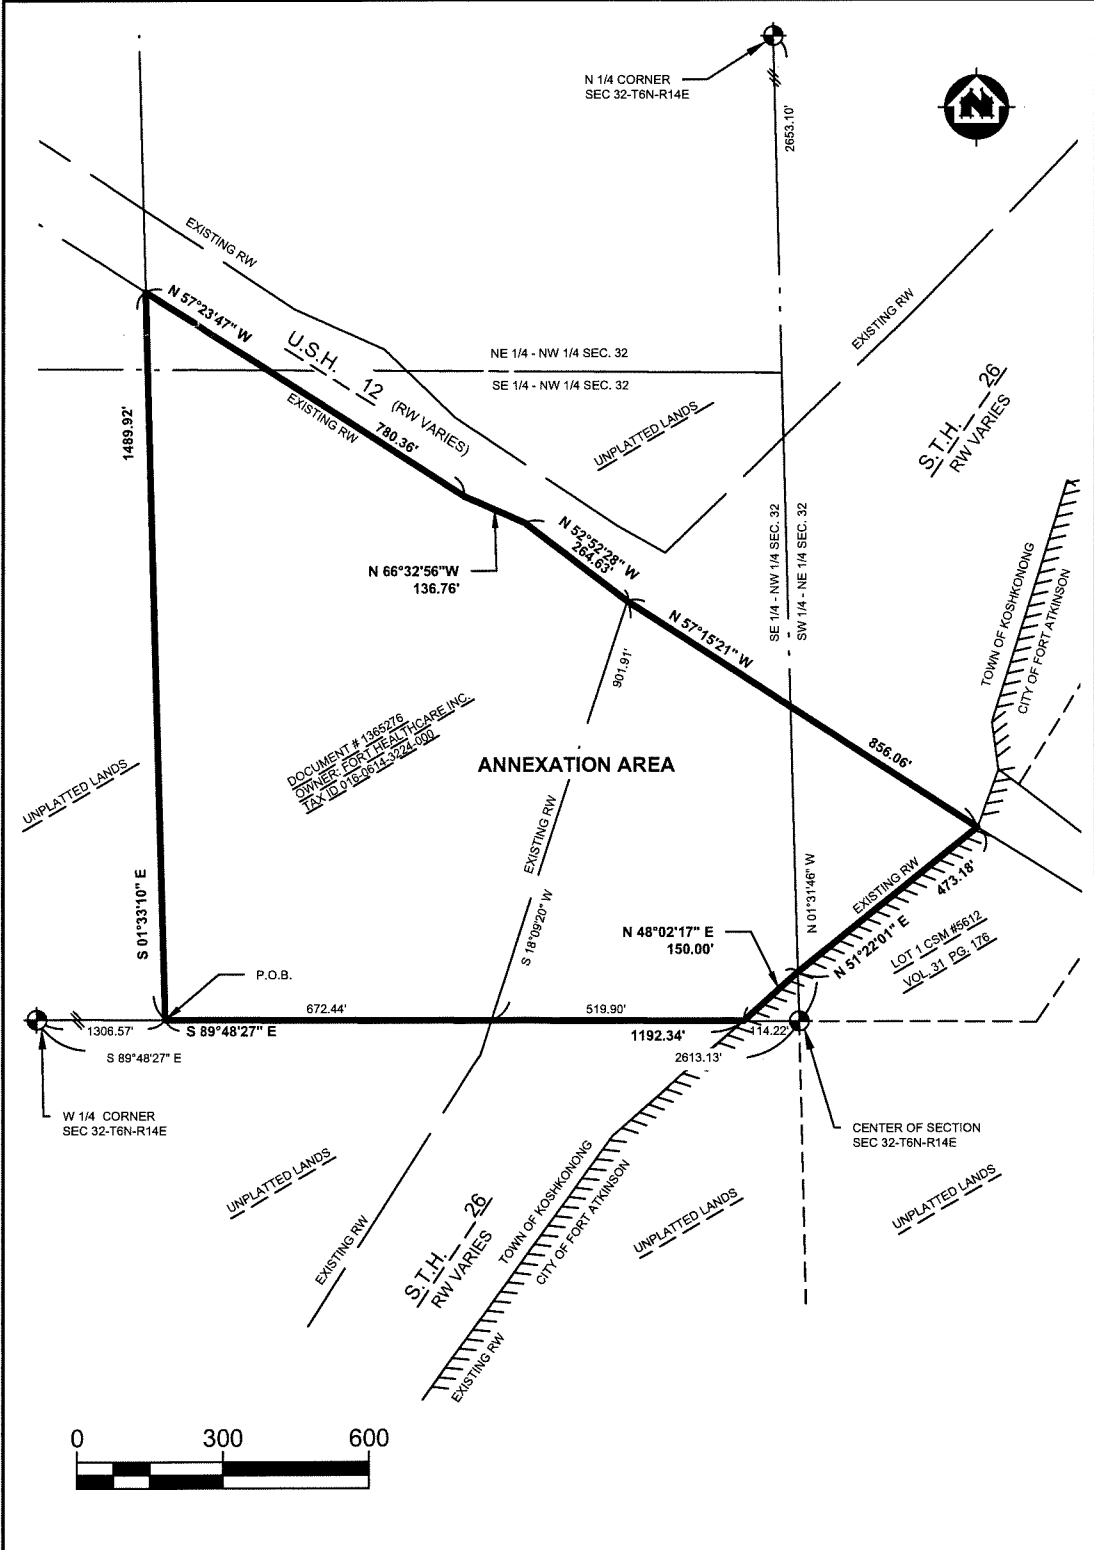 N 1/4 CORNER
SEC 32-T6N-R14E
N
2653.10'
EXISTING RW
N 57°23'47" W
U.S.H. 12 (RW VARIES)
EXISTING RW
780.36'
NE 1/4 - NW 1/4 SEC. 32
SE 1/4 - NW 1/4 SEC. 32
EXISTING RW
S.T.H. 26
RW VARIES
UNPLATTED LANDS
1489.92'
N 66°32'56"W
136.76'
N 52°52'28" W
264.63'
SE 1/4 - NW 1/4 SEC. 32
SW 1/4 - NE 1/4 SEC. 32
TOWN OF KOSHKONONG
CITY OF FORT ATKINSON
N 57°15'21" W
856.06'
901.91'
DOCUMENT # 1365276
OWNER: FORT HEALTHCARE INC.
TAX ID 016-0614-3224-000
ANNEXATION AREA
UNPLATTED LANDS
EXISTING RW
S 18°09'20" W
S 01°33'10" E
N 01°31'46" W
EXISTING RW
473.18'
N 51°22'01" E
LOT 1 CSM #5612
VOL. 31 PG. 176
N 48°02'17" E
150.00'
P.O.B.
1306.57'
S 89°48'27" E
S 89°48'27" E
672.44'
519.90'
1192.34'
114.22'
2613.13'
W 1/4 CORNER
SEC 32-T6N-R14E
CENTER OF SECTION
SEC 32-T6N-R14E
UNPLATTED LANDS
EXISTING RW
S.T.H. 26
RW VARIES
TOWN OF KOSHKONONG
CITY OF FORT ATKINSON
EXISTING RW
UNPLATTED LANDS
UNPLATTED LANDS
0 300 600